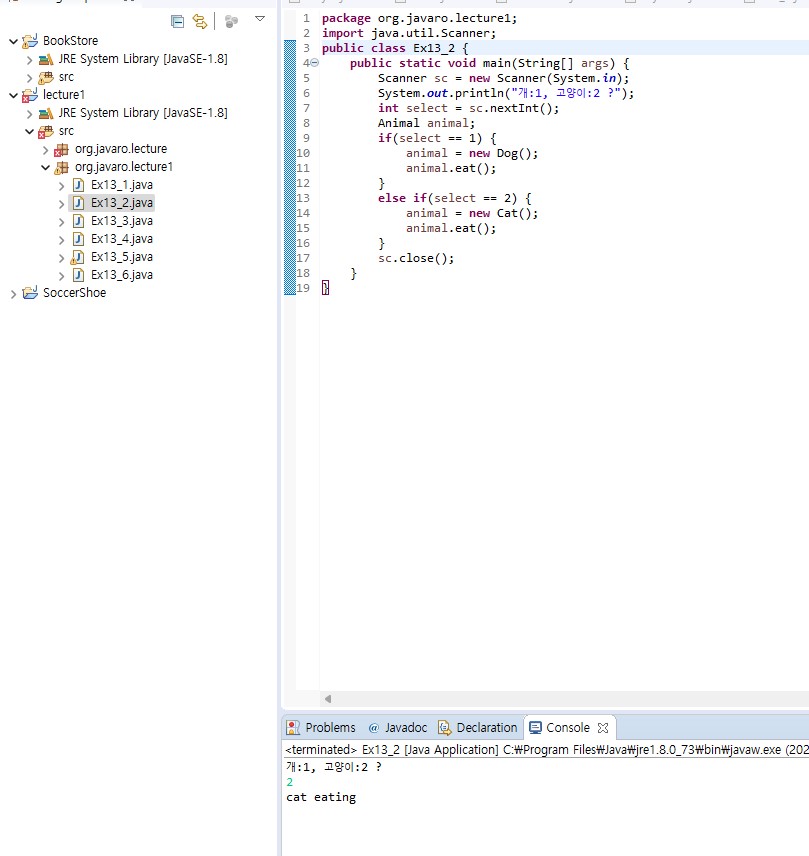 BookStore
JRE System Library [JavaSE-1.8]
src
lecture1
JRE System Library [JavaSE-1.8]
src
org.javaro.lecture
org.javaro.lecture1
Ex13_1.java
Ex13_2.java
Ex13_3.java
Ex13_4.java
Ex13_5.java
Ex13_6.java
SoccerShoe
1 package org.javaro.lecture1;
2 import java.util.Scanner;
3 public class Ex13_2 {
4 public static void main(String[] args) {
5 Scanner sc = new Scanner(System.in);
6 System.out.println("개:1, 고양이:2 ?");
7 int select = sc.nextInt();
8 Animal animal;
9 if(select == 1) {
10 animal = new Dog();
11 animal.eat();
12 }
13 else if(select == 2) {
14 animal = new Cat();
15 animal.eat();
16 }
17 sc.close();
18 }
19 }
Problems @ Javadoc Declaration Console
<terminated> Ex13_2 [Java Application] C:₩Program Files₩Java₩jre1.8.0_73₩bin₩javaw.exe (202
개:1, 고양이:2 ?
2
cat eating